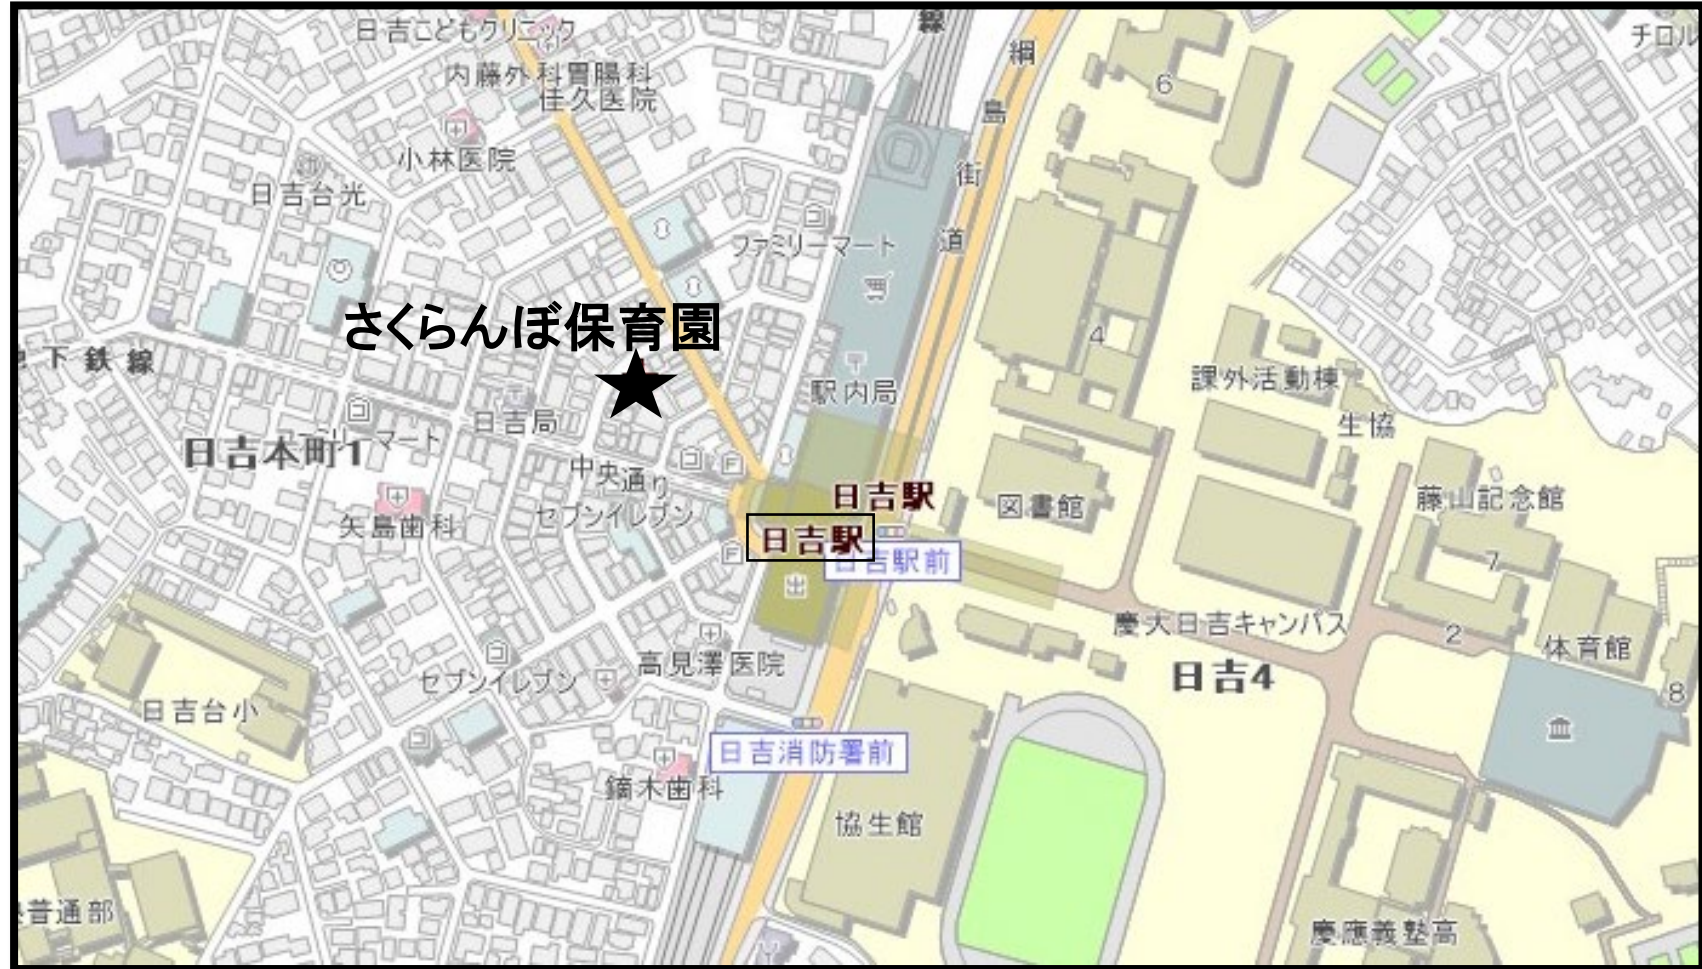 日吉こどもクリニック
線
綱島街道
チロル
内藤外科胃腸科
佳久医院
6
小林医院
日吉台光
ファミリーマート
さくらんぼ保育園
4
下鉄線
駅内局
課外活動棟
生協
日吉局
日吉本町1
ファミリーマート
中央通り
セブンイレブン
矢島歯科
F
F
日吉駅
日吉駅
日吉駅前
出
図書館
藤山記念館
7
慶大日吉キャンパス
2
体育館
日吉4
8
高見澤医院
セブンイレブン
日吉台小
日吉消防署前
鏑木歯科
協生館
普通部
慶應義塾高